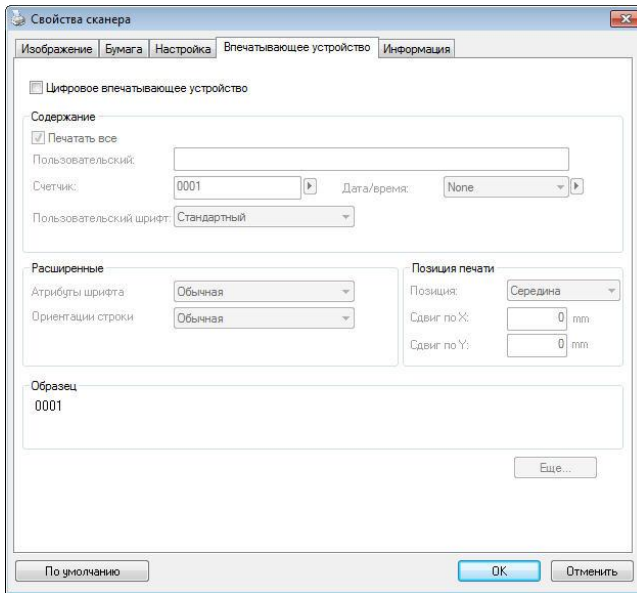 Свойства сканера
Изображение Бумага Настройка Впечатывающее устройство Информация
Цифровое впечатывающее устройство
Содержание
Печатать все
Пользовательский:
Счетчик: 0001 Дата/время: None
Пользовательский шрифт: Стандартный
Расширенные
Атрибуты шрифта Обычная
Ориентации строки Обычная
Позиция печати
Позиция: Середина
Сдвиг по X: 0 mm
Сдвиг по Y: 0 mm
Образец
0001
Еще...
По умолчанию OK Отменить